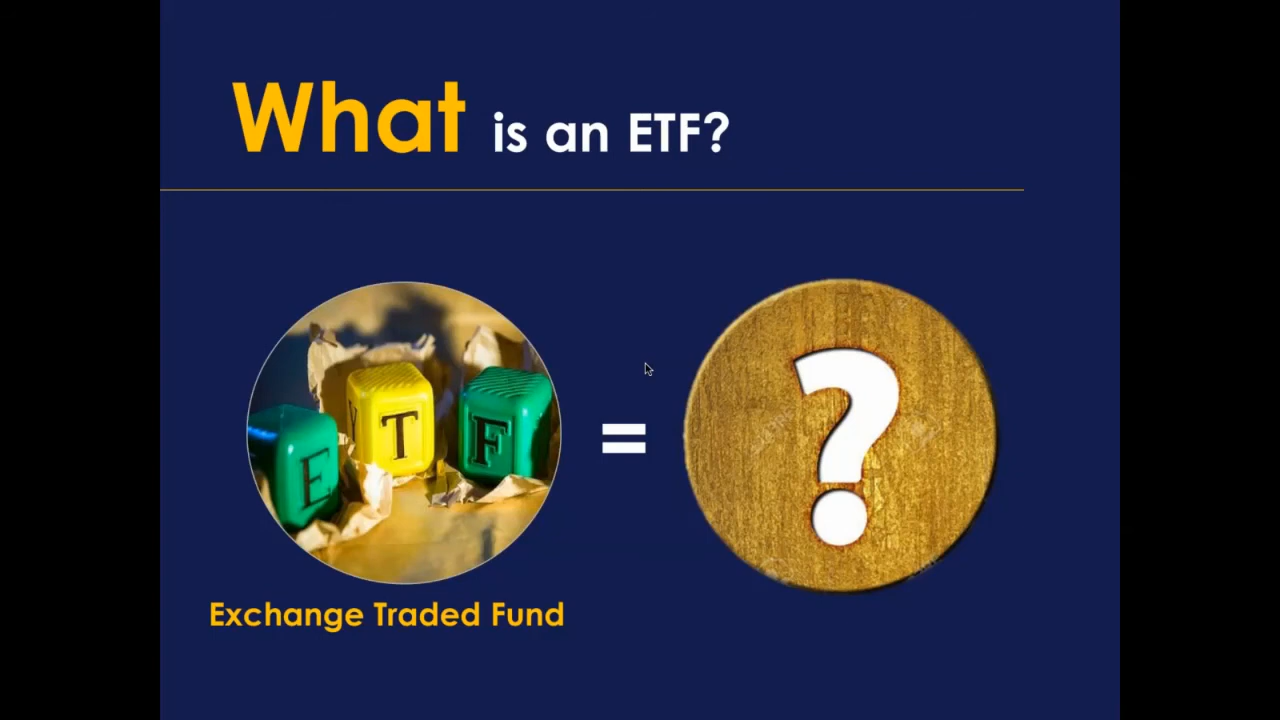 What is an ETF?
E T F
= ?
Exchange Traded Fund